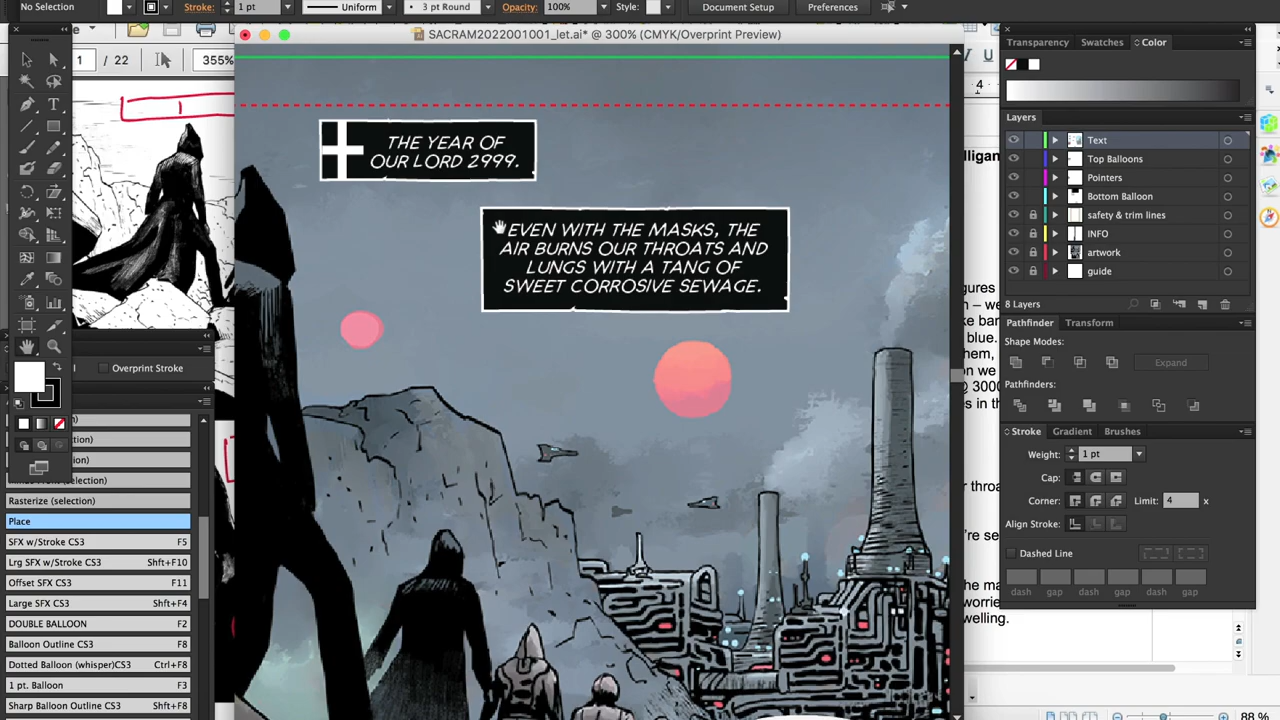 No Selection
Stroke:
1 pt
Uniform
3 pt Round
Opacity:
100%
Style:
Document Setup
Preferences
1
/ 22
355%
SACRAM2022001001_let.ai* @ 300% (CMYK/Overprint Preview)
1
THE YEAR OF
OUR LORD 2999.
EVEN WITH THE MASKS, THE
AIR BURNS OUR THROATS AND
LUNGS WITH A TANG OF
SWEET CORROSIVE SEWAGE.
Overprint Stroke
Rasterize (selection)
Place
SFX w/Stroke CS3
F5
Lrg SFX w/Stroke CS3
Shft+F10
Offset SFX CS3
F11
Large SFX CS3
Shft+F4
DOUBLE BALLOON
F2
Balloon Outline CS3
Shft+F8
Dotted Balloon (whisper)CS3
Ctrl+F8
1 pt. Balloon
F3
Sharp Balloon Outline CS3
Shft+F8
Transparency
Swatches
Color
Layers
Text
Top Balloons
Pointers
Bottom Balloon
safety & trim lines
INFO
artwork
guide
8 Layers
Pathfinder
Transform
Shape Modes:
Expand
Pathfinders:
Stroke
Gradient
Brushes
Weight:
1 pt
Cap:
Corner:
Limit:
4
x
Align Stroke:
Dashed Line
dash
gap
dash
gap
dash
gap
4
U
88 %